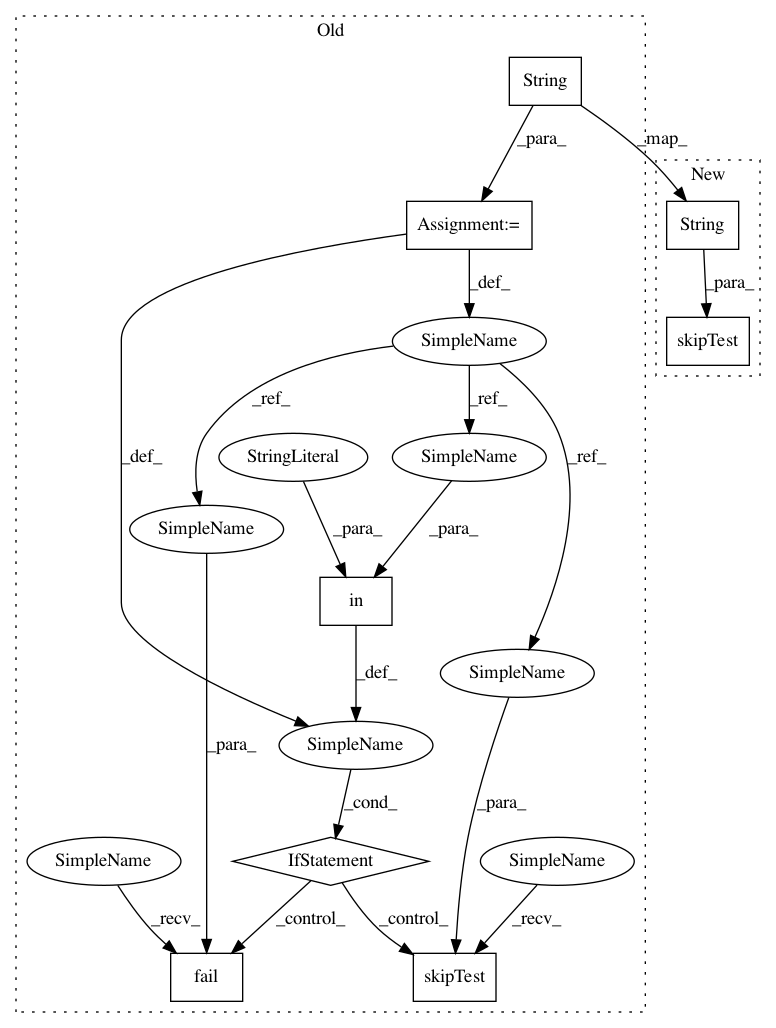 Old
String
_para_
_map_
New
Assignment:=
String
_def_
_para_
SimpleName
skipTest
_ref_
_ref_
_def_
StringLiteral
SimpleName
_ref_
SimpleName
_para_
_para_
in
_def_
SimpleName
SimpleName
_para_
_cond_
_para_
SimpleName
IfStatement
SimpleName
_recv_
_control_
_control_
_recv_
fail
skipTest